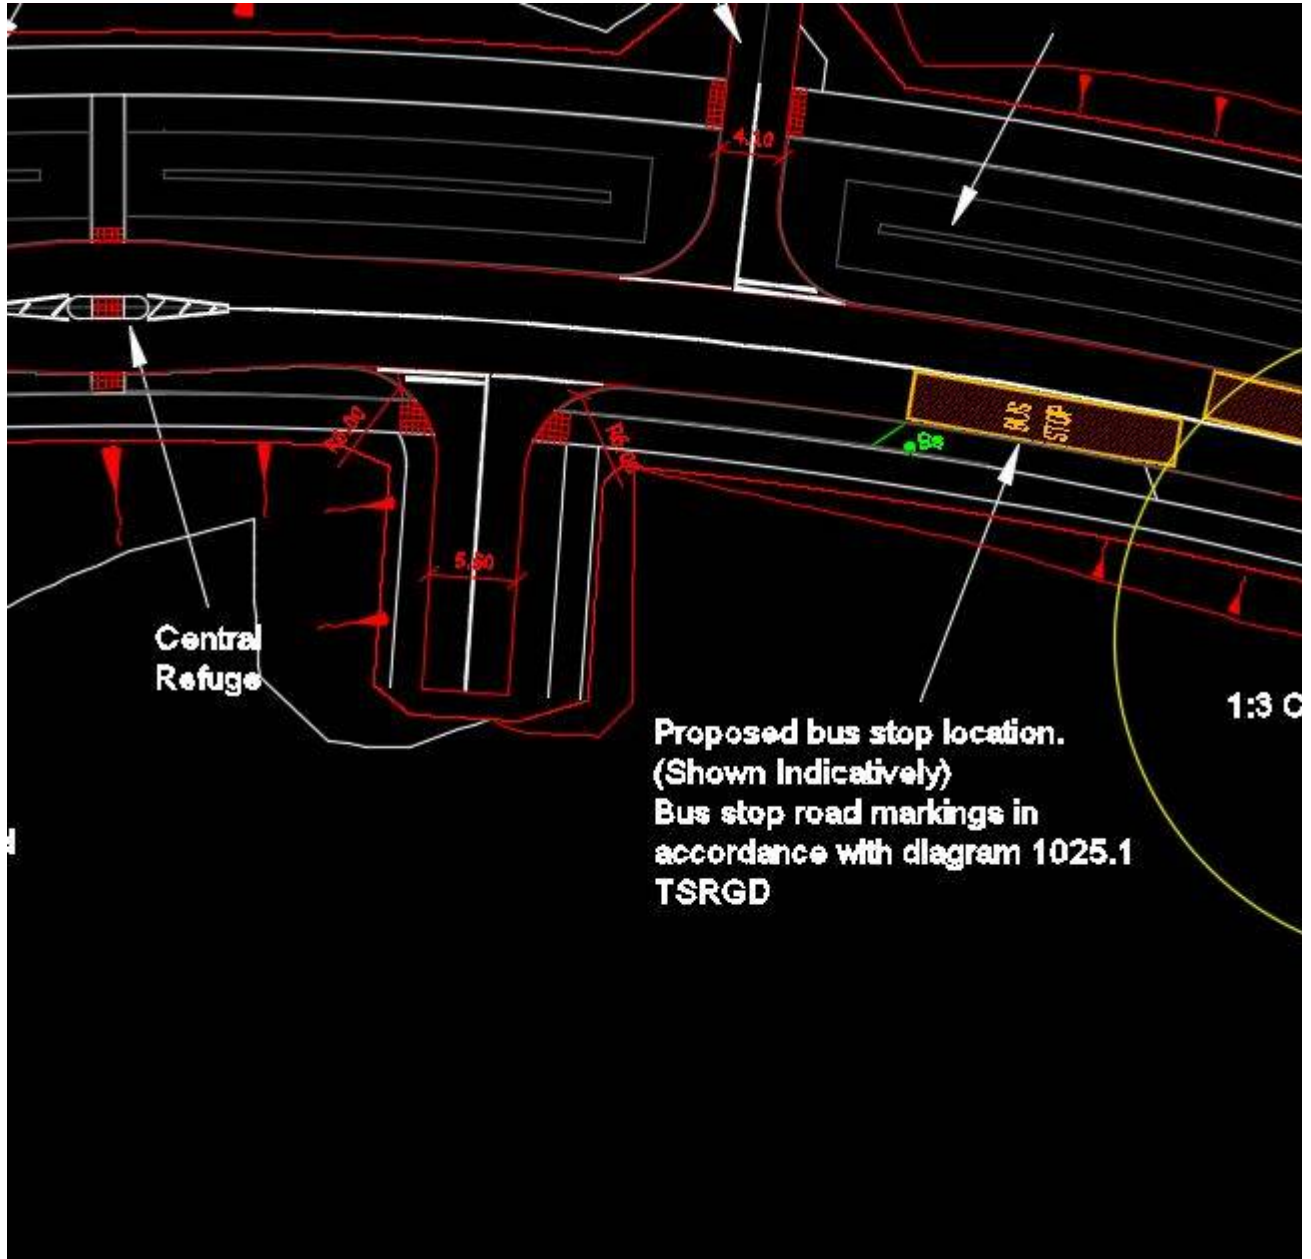 4.10
BUS
STOP
Bs
5.50
Central
Refuge
Proposed bus stop location.
(Shown Indicatively)
Bus stop road markings in
accordance with diagram 1025.1
TSRGD
1:3 C